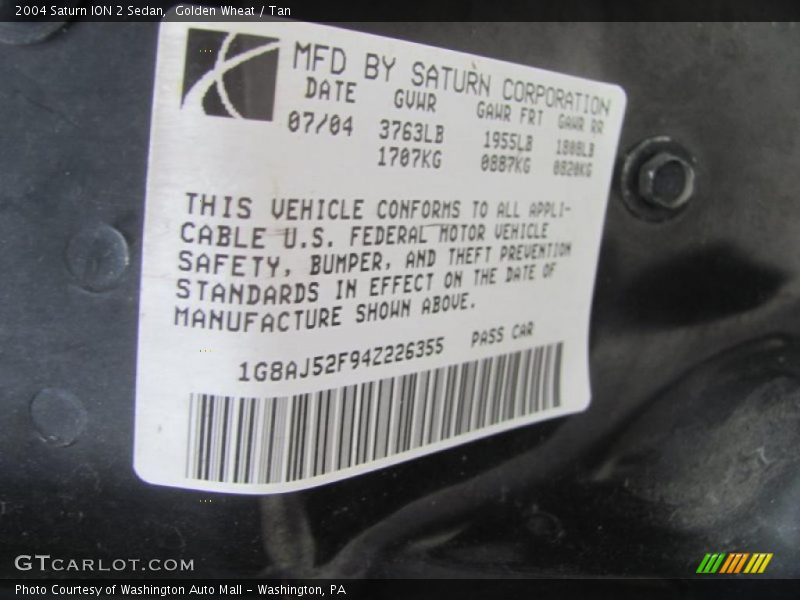 2004 Saturn ION 2 Sedan,  Golden Wheat / Tan
MFD BY SATURN CORPORATION
DATE GVWR GAWR FRT GAWR RR
07/04 3763LB 1955LB 1808LB
1707KG 0887KG 0820KG
THIS VEHICLE CONFORMS TO ALL APPLI-
CABLE U.S. FEDERAL MOTOR VEHICLE
SAFETY, BUMPER, AND THEFT PREVENTION
STANDARDS IN EFFECT ON THE DATE OF
MANUFACTURE SHOWN ABOVE.
1G8AJ52F94Z226355 PASS CAR
GTCARLOT.COM
Photo Courtesy of Washington Auto Mall - Washington, PA